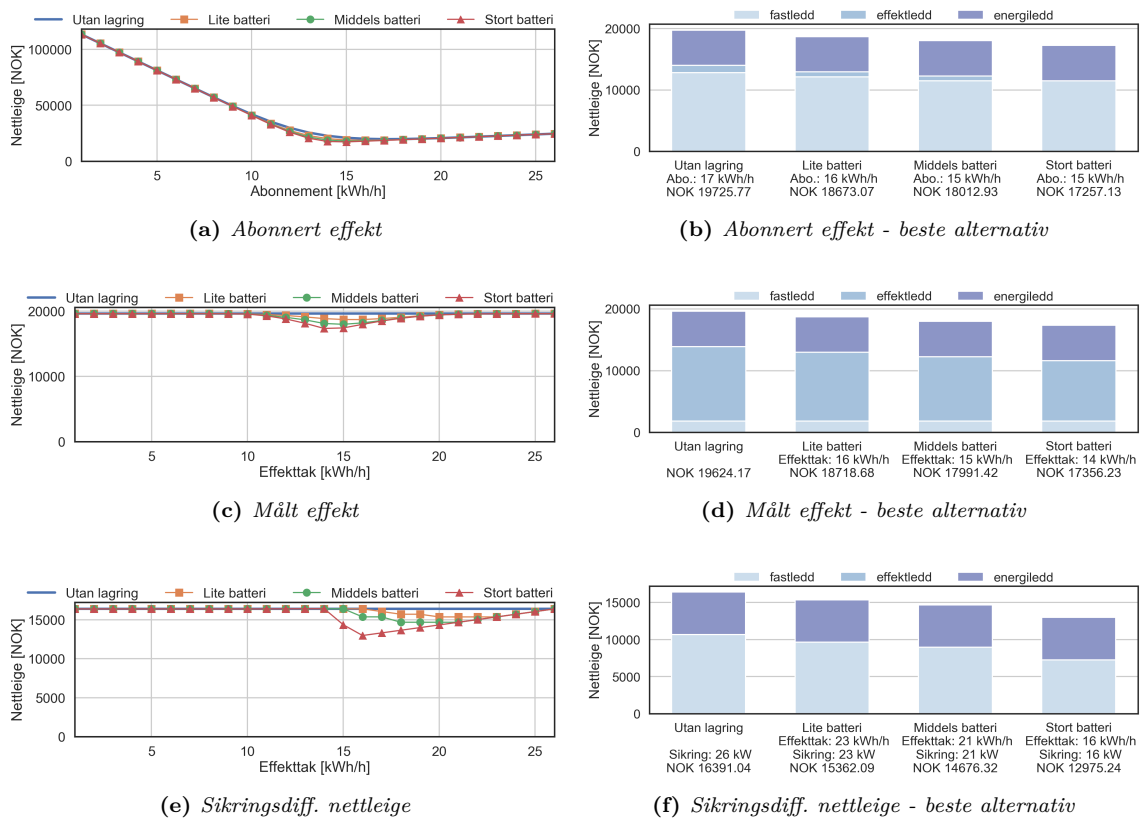 Utan lagring Lite batteri Middels batteri Stort batteri
Nettleige [NOK]
100000
50000
0
5 10 15 20 25
Abonnement [kWh/h]
(a) Abonnert effekt
fastledd effektledd energiledd
Nettleige [NOK]
20000
10000
0
Utan lagring Lite batteri Middels batteri Stort batteri
Abo.: 17 kWh/h Abo.: 16 kWh/h Abo.: 15 kWh/h Abo.: 15 kWh/h
NOK 19725.77 NOK 18673.07 NOK 18012.93 NOK 17257.13
(b) Abonnert effekt - beste alternativ
Utan lagring Lite batteri Middels batteri Stort batteri
Nettleige [NOK]
20000
10000
0
5 10 15 20 25
Effekttak [kWh/h]
(c) Målt effekt
fastledd effektledd energiledd
Nettleige [NOK]
20000
10000
0
Utan lagring Lite batteri Middels batteri Stort batteri
Effekttak: 16 kWh/h Effekttak: 15 kWh/h Effekttak: 14 kWh/h
NOK 19624.17 NOK 18718.68 NOK 17991.42 NOK 17356.23
(d) Målt effekt - beste alternativ
Utan lagring Lite batteri Middels batteri Stort batteri
Nettleige [NOK]
15000
10000
5000
0
5 10 15 20 25
Effekttak [kWh/h]
(e) Sikringsdiff. nettleige
fastledd effektledd energiledd
Nettleige [NOK]
15000
10000
5000
0
Utan lagring Lite batteri Middels batteri Stort batteri
Effekttak: 23 kWh/h Effekttak: 21 kWh/h Effekttak: 16 kWh/h
Sikring: 26 kW Sikring: 23 kW Sikring: 21 kW Sikring: 16 kW
NOK 16391.04 NOK 15362.09 NOK 14676.32 NOK 12975.24
(f) Sikringsdiff. nettleige - beste alternativ